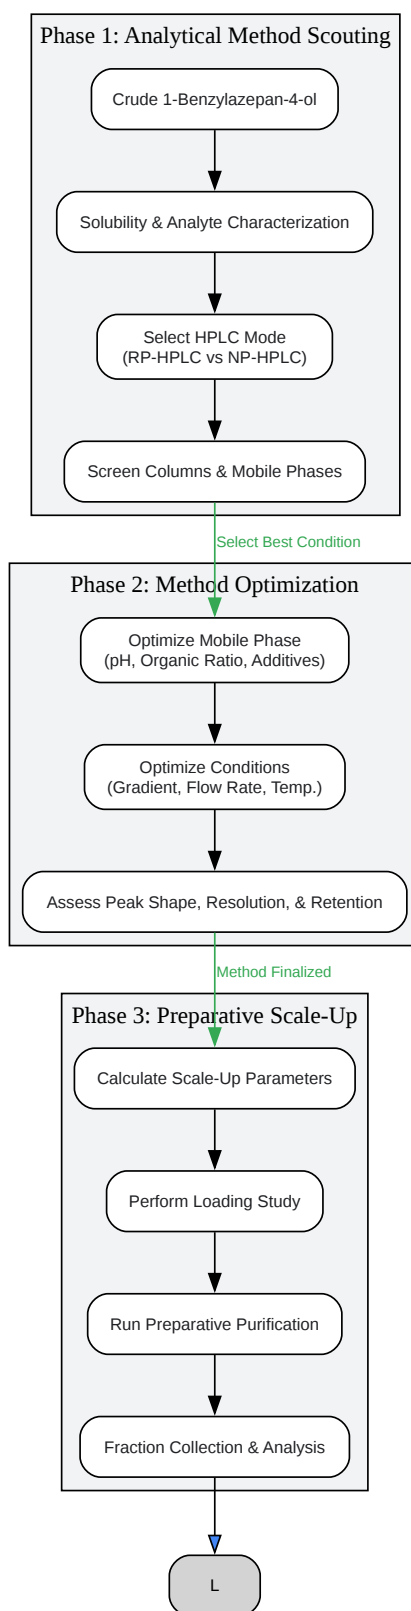 Phase 1: Analytical Method Scouting
Crude 1-Benzylazepan-4-ol
Solubility & Analyte Characterization
Select HPLC Mode
(RP-HPLC vs NP-HPLC)
Screen Columns & Mobile Phases
Select Best Condition
Phase 2: Method Optimization
Optimize Mobile Phase
(pH, Organic Ratio, Additives)
Optimize Conditions
(Gradient, Flow Rate, Temp.)
Assess Peak Shape, Resolution, & Retention
Method Finalized
Phase 3: Preparative Scale-Up
Calculate Scale-Up Parameters
Perform Loading Study
Run Preparative Purification
Fraction Collection & Analysis
L